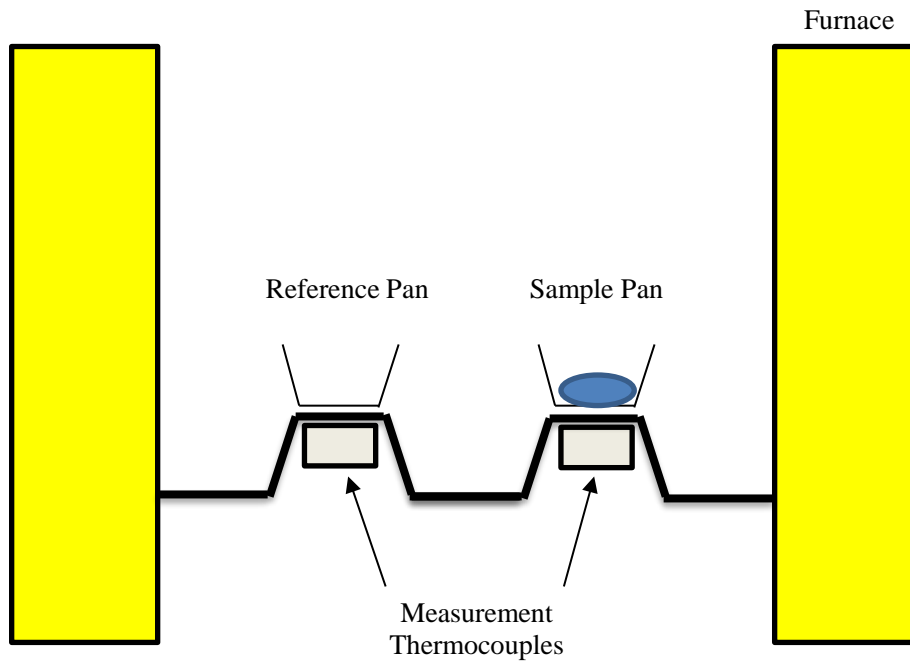 Furnace
Reference Pan
Sample Pan
Measurement
Thermocouples